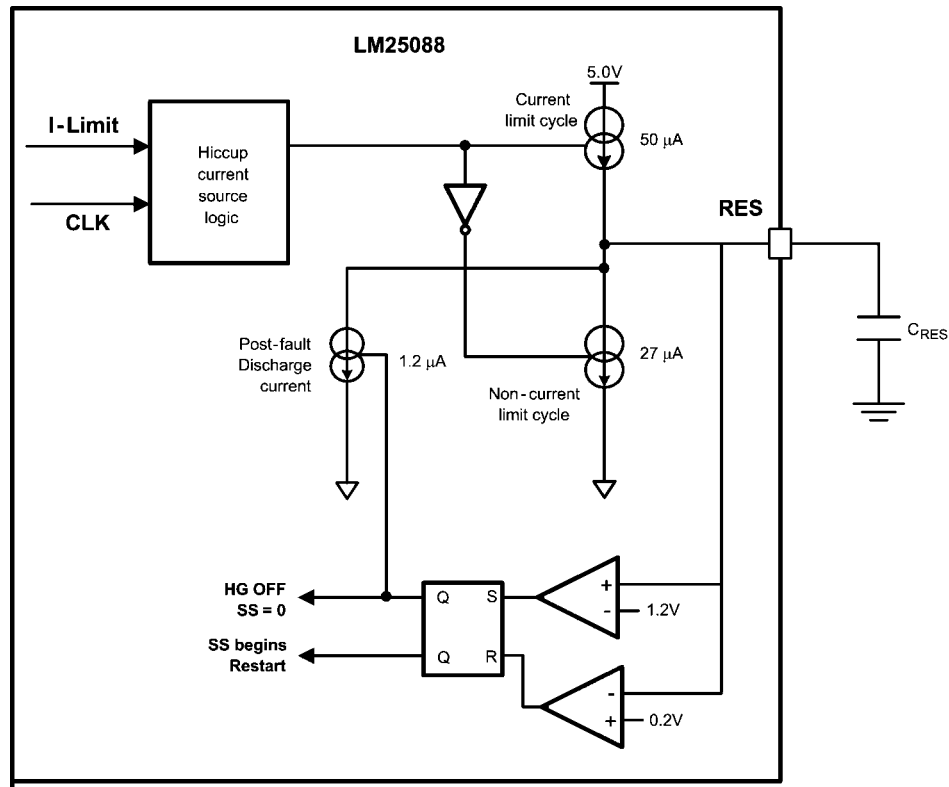 LM25088
5.0V
Current
limit cycle
50 μA
I-Limit
CLK
Hiccup
current
source
logic
RES
C_RES
Post-fault
Discharge
current
1.2 μA
27 μA
Non-current
limit cycle
HG OFF
SS = 0
SS begins
Restart
Q
S
Q
R
+
-
1.2V
-
+
0.2V